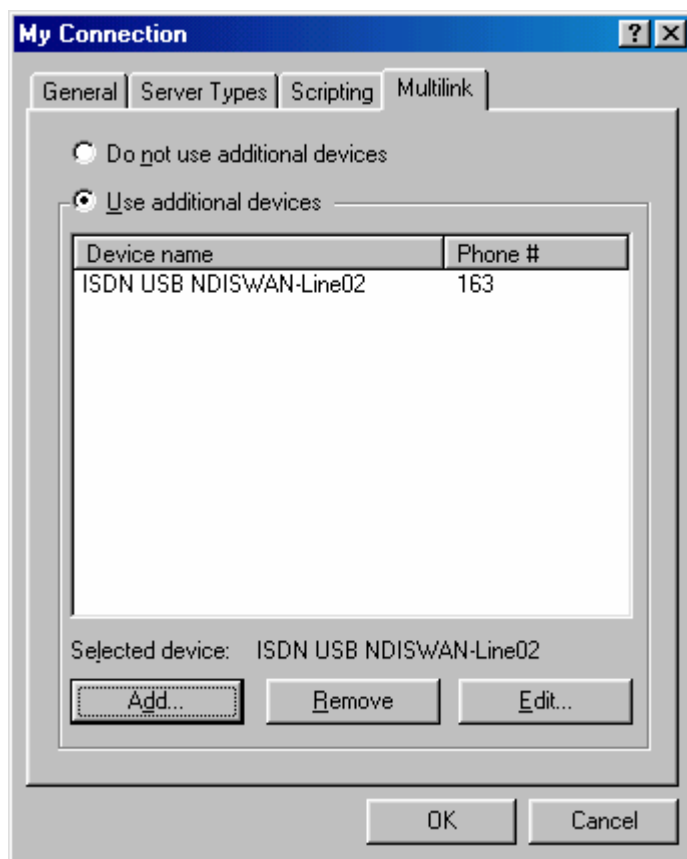 My Connection
General Server Types Scripting Multilink
Do not use additional devices
Use additional devices
Device name Phone #
ISDN USB NDISWAN-Line02 163
Selected device: ISDN USB NDISWAN-Line02
Add... Remove Edit...
OK Cancel